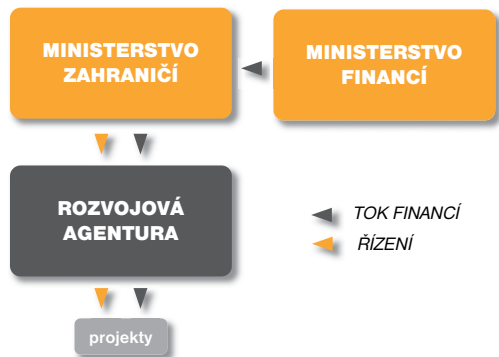 MINISTERSTVO
ZAHRANIČÍ
MINISTERSTVO
FINANCÍ
ROZVOJOVÁ
AGENTURA
TOK FINANCÍ
ŘÍZENÍ
projekty